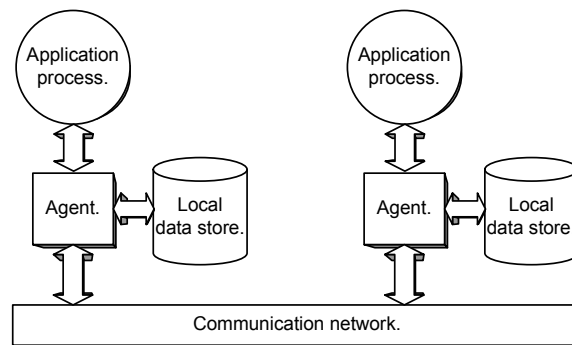 Application
process.
Application
process.
Agent.
Local
data store.
Agent.
Local
data store.
Communication network.